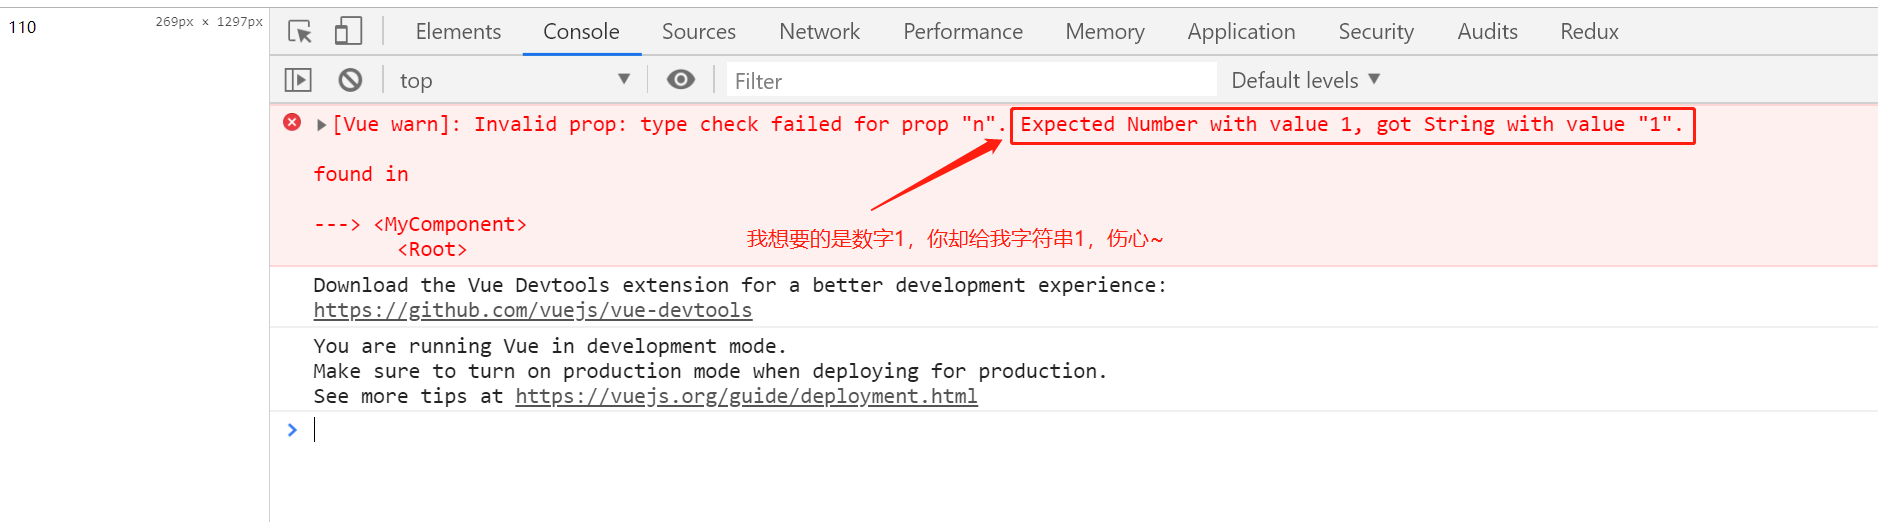 110
269px × 1297px
Elements Console Sources Network Performance Memory Application Security Audits Redux
top ▼ Filter Default levels ▼
[Vue warn]: Invalid prop: type check failed for prop "n". Expected Number with value 1, got String with value "1".
found in
---> <MyComponent>
<Root>
我想要的是数字1，你却给我字符串1，伤心~
Download the Vue Devtools extension for a better development experience:
https://github.com/vuejs/vue-devtools
You are running Vue in development mode.
Make sure to turn on production mode when deploying for production.
See more tips at https://vuejs.org/guide/deployment.html